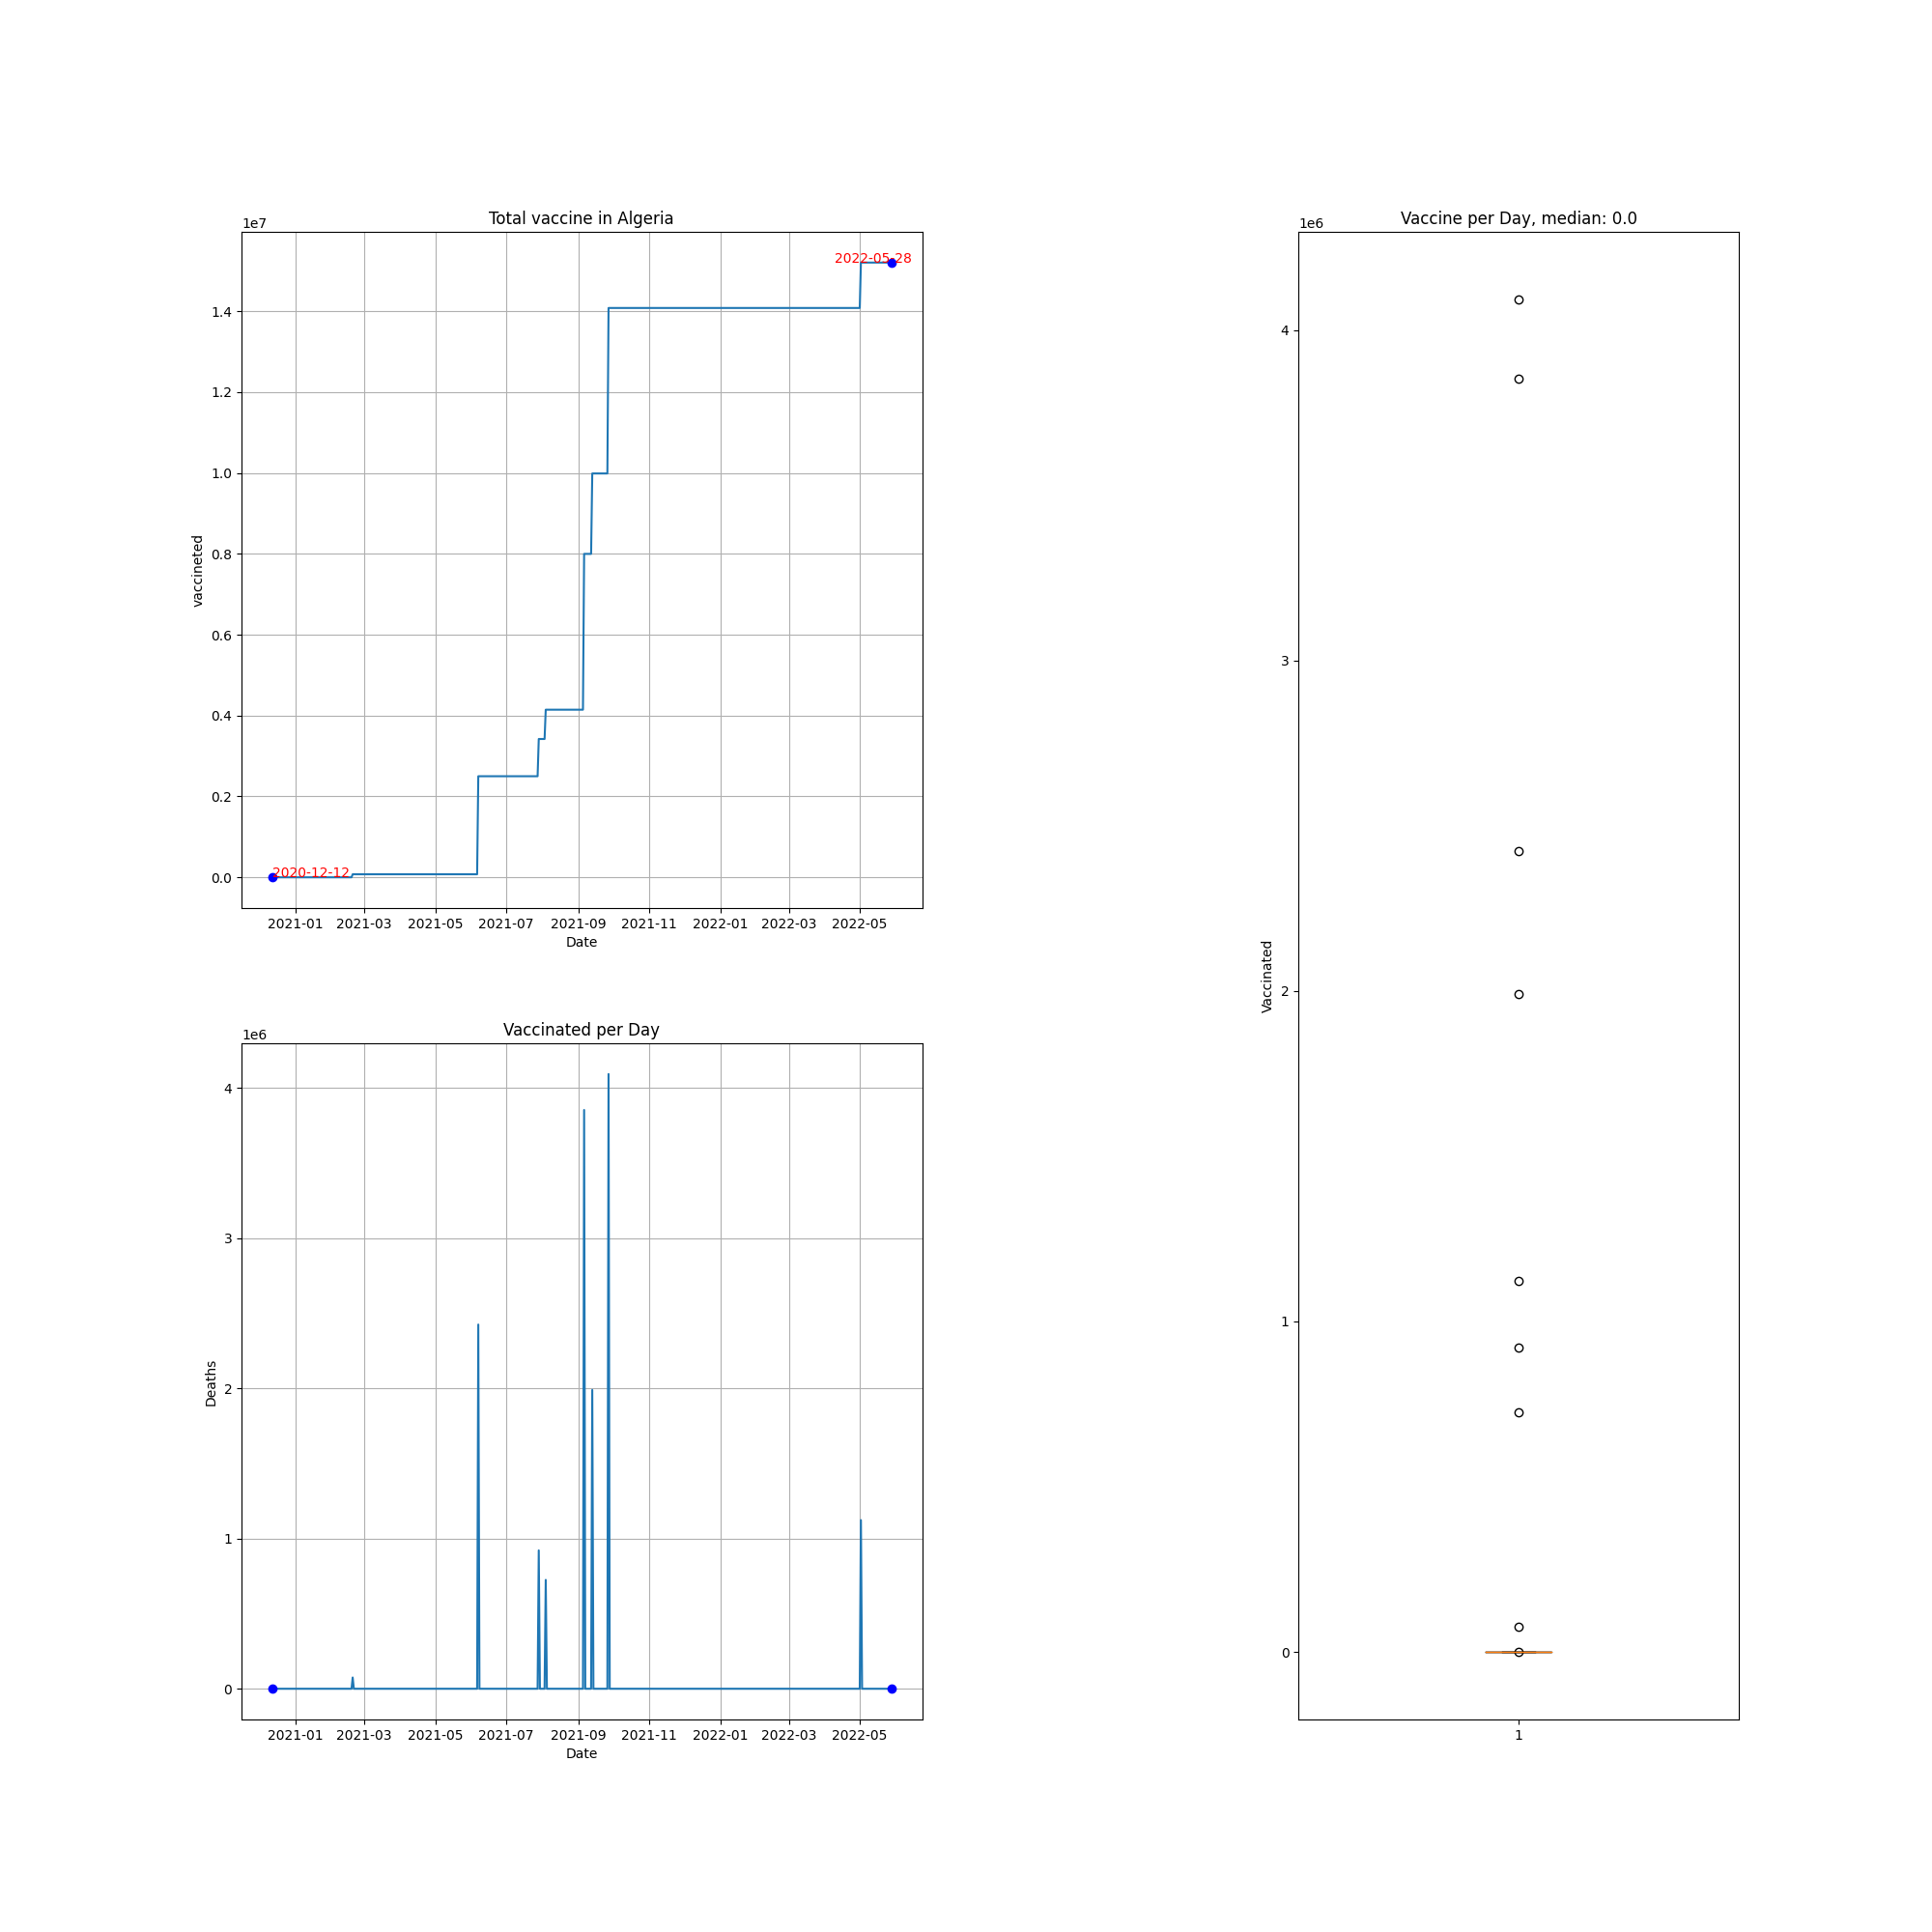 Total vaccine in Algeria
1e7
2022-05-28
1.4
1.2
1.0
0.8
0.6
0.4
0.2
0.0
vaccineted
2020-12-12
2021-01 2021-03 2021-05 2021-07 2021-09 2021-11 2022-01 2022-03 2022-05
Date
Vaccinated per Day
1e6
4
3
2
1
0
Deaths
2021-01 2021-03 2021-05 2021-07 2021-09 2021-11 2022-01 2022-03 2022-05
Date
Vaccine per Day, median: 0.0
1e6
4
3
2
1
0
Vaccinated
1